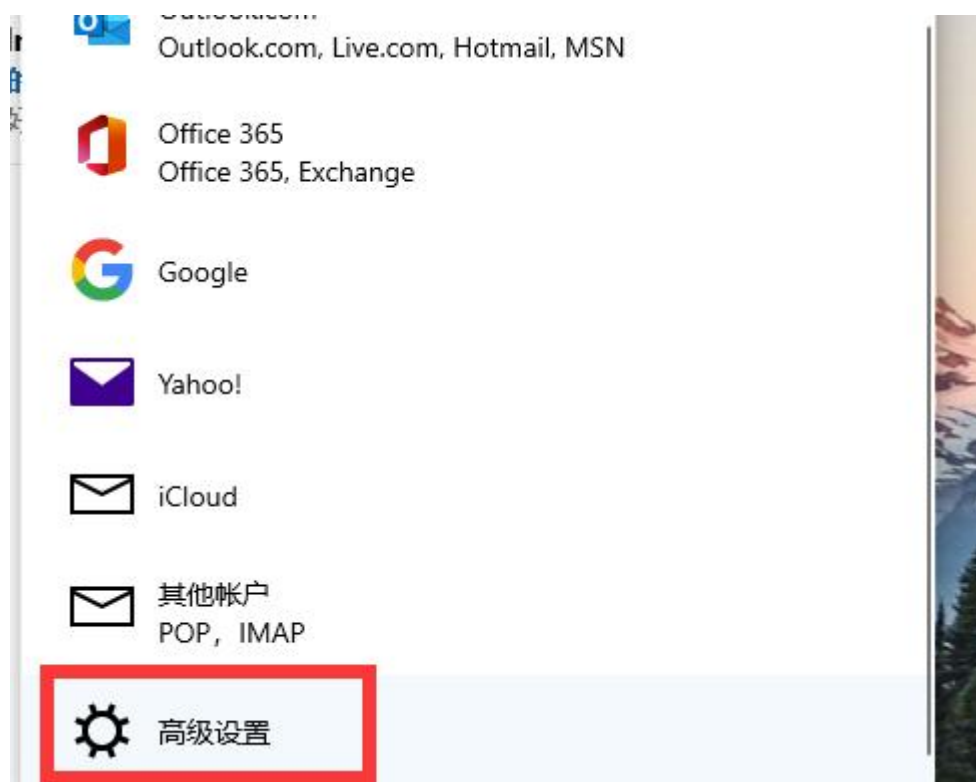 Outlook.com, Live.com, Hotmail, MSN
Office 365
Office 365, Exchange
Google
Yahoo!
iCloud
其他帐户
POP，IMAP
高级设置